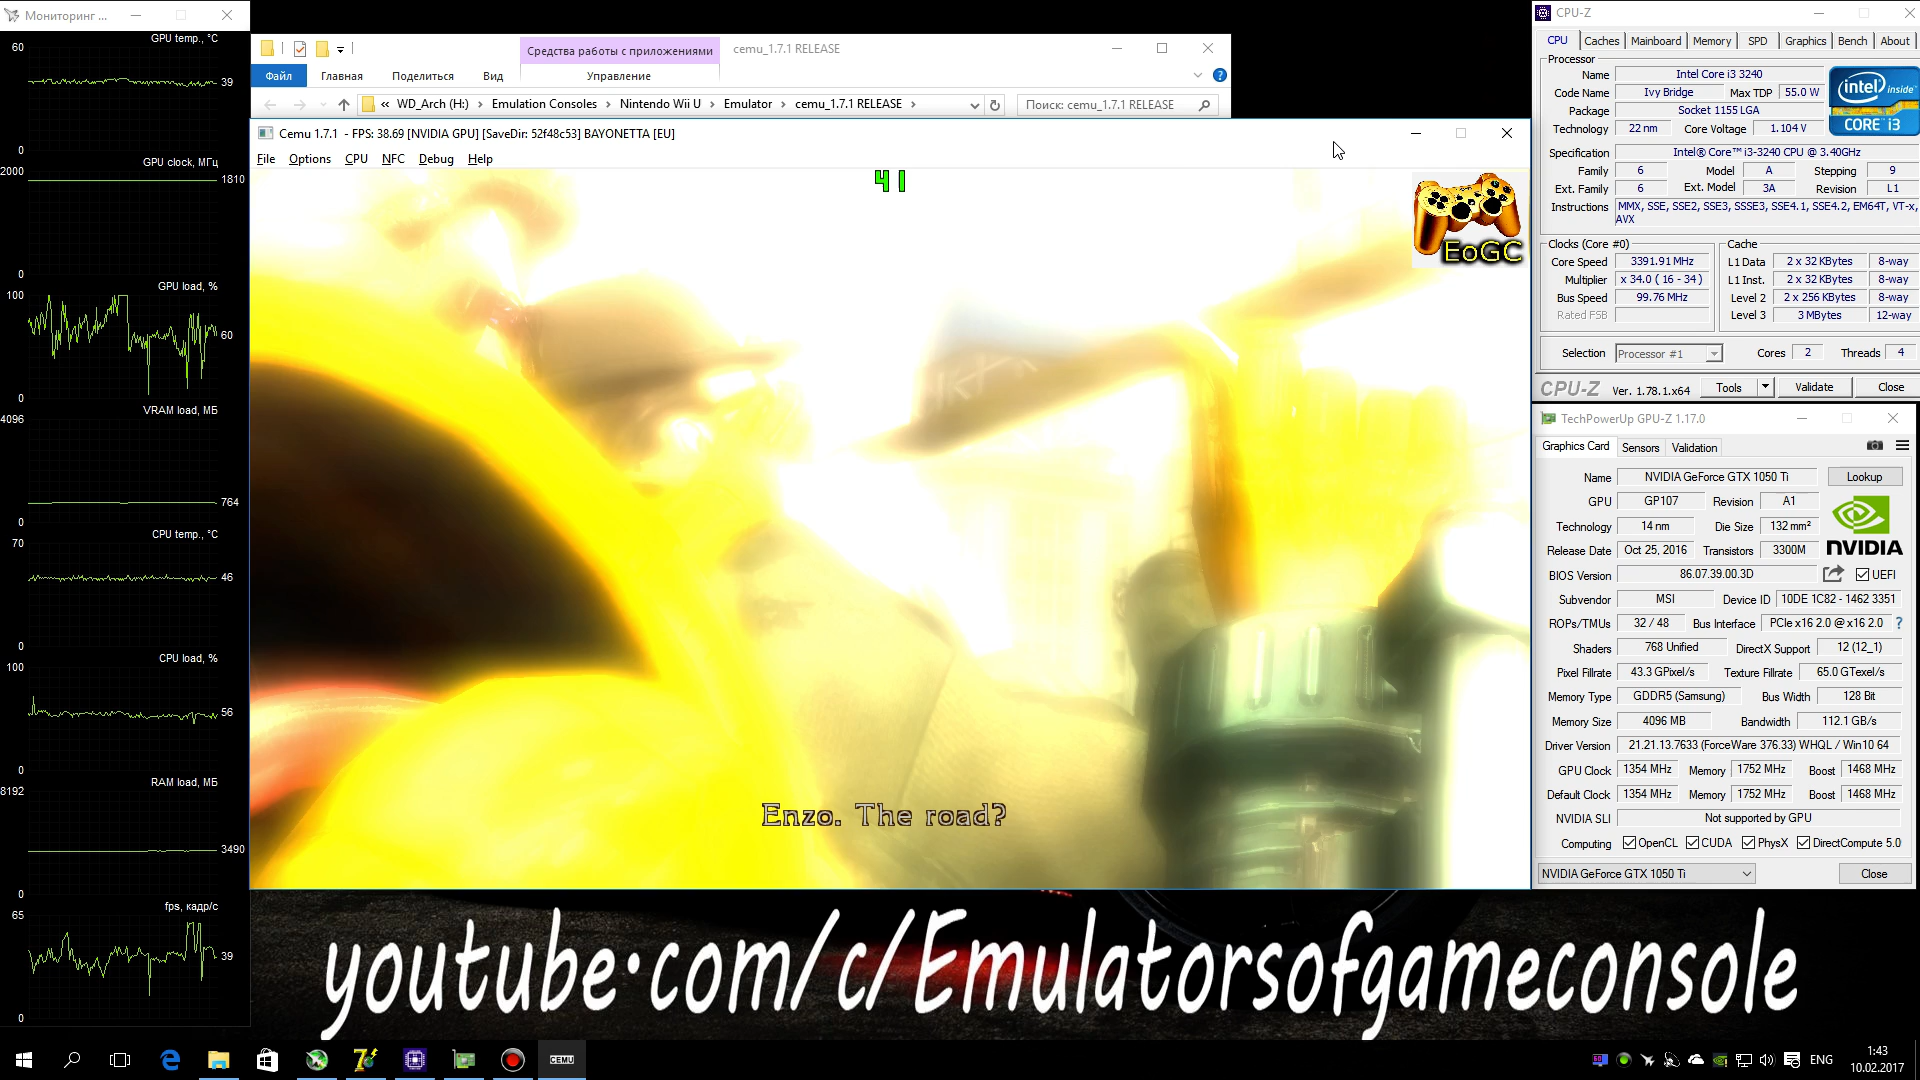 Мониторинг ...
GPU temp., °C
60
39
0
GPU clock, МГц
2000
1810
0
GPU load, %
100
60
0
VRAM load, МБ
4096
764
0
CPU temp., °C
70
46
0
CPU load, %
100
56
0
RAM load, МБ
8192
3490
0
fps, кадр/с
65
39
0
Средства работы с приложениями
cemu_1.7.1 RELEASE
Файл
Главная
Поделиться
Вид
Управление
« WD_Arch (H:) > Emulation Consoles > Nintendo Wii U > Emulator > cemu_1.7.1 RELEASE >
Поиск: cemu_1.7.1 RELEASE
Cemu 1.7.1 - FPS: 38.69 [NVIDIA GPU] [SaveDir: 52f48c53] BAYONETTA [EU]
File Options CPU NFC Debug Help
41
EoGC
Enzo. The road?
CPU-Z
CPU Caches Mainboard Memory SPD Graphics Bench About
Processor
Name Intel Core i3 3240
Code Name Ivy Bridge Max TDP 55.0 W
Package Socket 1155 LGA
Technology 22 nm Core Voltage 1.104 V
intel inside™
CORE i3
Specification Intel® Core™ i3-3240 CPU @ 3.40GHz
Family 6 Model A Stepping 9
Ext. Family 6 Ext. Model 3A Revision L1
Instructions MMX, SSE, SSE2, SSE3, SSSE3, SSE4.1, SSE4.2, EM64T, VT-x,
AVX
Clocks (Core #0)
Core Speed 3391.91 MHz
Multiplier x 34.0 ( 16 - 34 )
Bus Speed 99.76 MHz
Rated FSB
Cache
L1 Data 2 x 32 KBytes 8-way
L1 Inst. 2 x 32 KBytes 8-way
Level 2 2 x 256 KBytes 8-way
Level 3 3 MBytes 12-way
Selection Processor #1 Cores 2 Threads 4
CPU-Z Ver. 1.78.1.x64 Tools Validate Close
TechPowerUp GPU-Z 1.17.0
Graphics Card Sensors Validation
Name NVIDIA GeForce GTX 1050 Ti Lookup
GPU GP107 Revision A1
Technology 14 nm Die Size 132 mm²
Release Date Oct 25, 2016 Transistors 3300M
NVIDIA
BIOS Version 86.07.39.00.3D UEFI
Subvendor MSI Device ID 10DE 1C82 - 1462 3351
ROPs/TMUs 32 / 48 Bus Interface PCIe x16 2.0 @ x16 2.0 ?
Shaders 768 Unified DirectX Support 12 (12_1)
Pixel Fillrate 43.3 GPixel/s Texture Fillrate 65.0 GTexel/s
Memory Type GDDR5 (Samsung) Bus Width 128 Bit
Memory Size 4096 MB Bandwidth 112.1 GB/s
Driver Version 21.21.13.7633 (ForceWare 376.33) WHQL / Win10 64
GPU Clock 1354 MHz Memory 1752 MHz Boost 1468 MHz
Default Clock 1354 MHz Memory 1752 MHz Boost 1468 MHz
NVIDIA SLI Not supported by GPU
Computing OpenCL CUDA PhysX DirectCompute 5.0
NVIDIA GeForce GTX 1050 Ti Close
youtube.com/c/Emulatorsofgameconsole
CEMU
ENG
1:43
10.02.2017